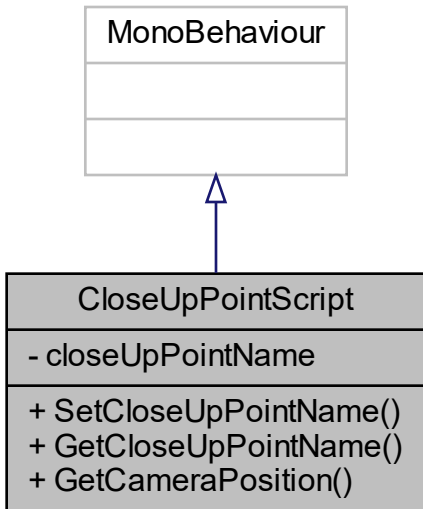 MonoBehaviour
CloseUpPointScript
- closeUpPointName
+ SetCloseUpPointName()
+ GetCloseUpPointName()
+ GetCameraPosition()